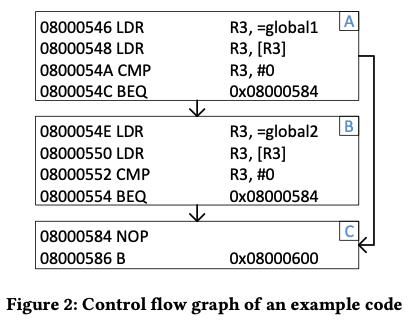 A
08000546 LDR R3, =global1
08000548 LDR R3, [R3]
0800054A CMP R3, #0
0800054C BEQ 0x08000584
B
0800054E LDR R3, =global2
08000550 LDR R3, [R3]
08000552 CMP R3, #0
08000554 BEQ 0x08000584
C
08000584 NOP
08000586 B 0x08000600
Figure 2: Control flow graph of an example code